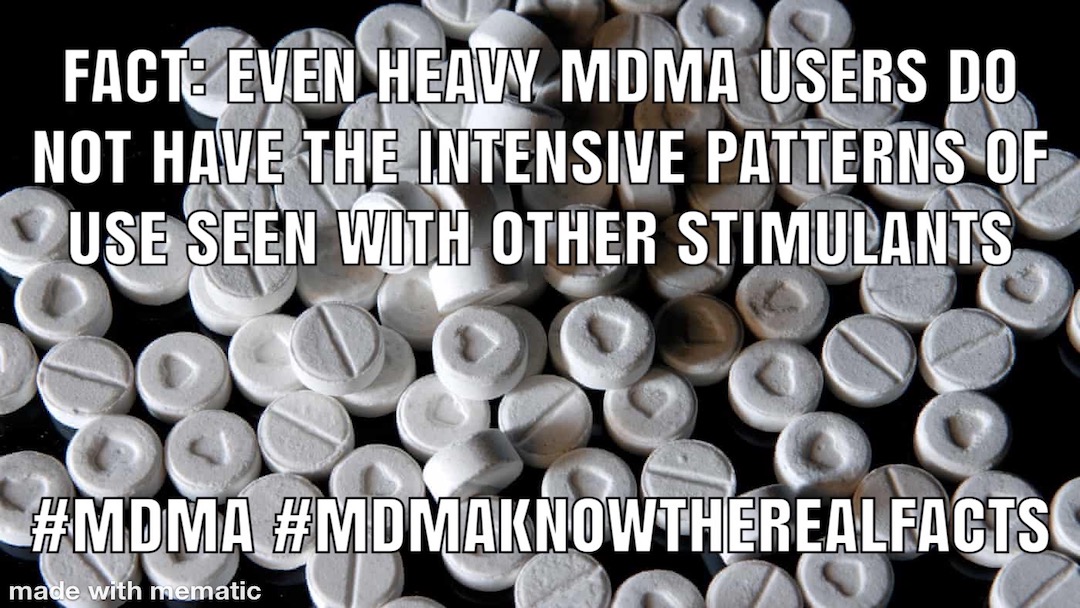 FACT: EVEN HEAVY MDMA USERS DO
NOT HAVE THE INTENSIVE PATTERNS OF
USE SEEN WITH OTHER STIMULANTS
#MDMA #MDMAKNOWTHEREALFACTS
made with mematic